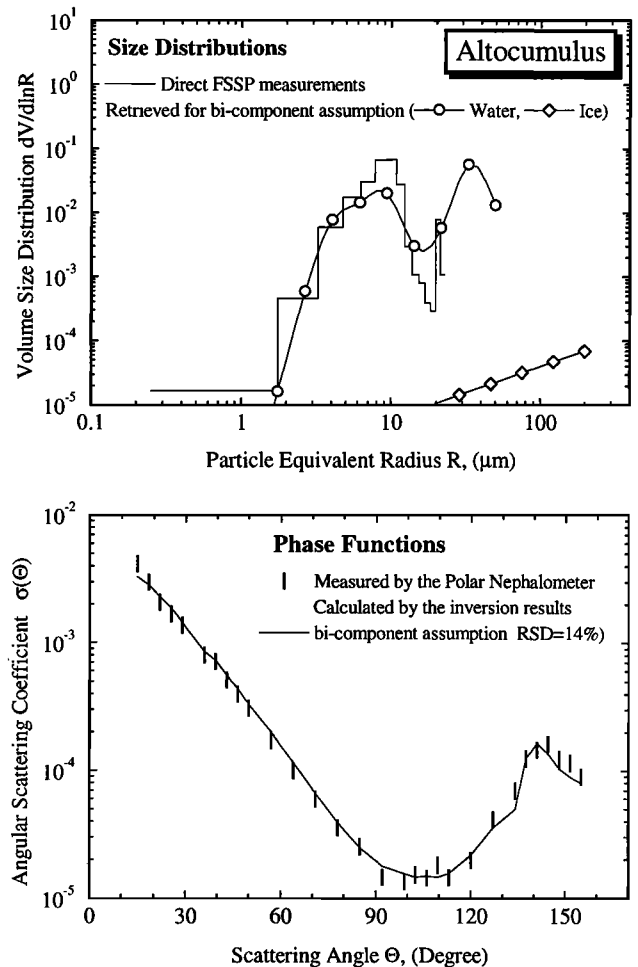 10^1
Size Distributions
Altocumulus
10^0
Direct FSSP measurements
Retrieved for bi-component assumption ( Water, Ice)
10^-1
10^-2
10^-3
10^-4
10^-5
Volume Size Distribution dV/dlnR
0.1 1 10 100
Particle Equivalent Radius R, (μm)
10^-2
Phase Functions
Measured by the Polar Nephalometer
Calculated by the inversion results
bi-component assumption RSD=14%)
10^-3
10^-4
10^-5
Angular Scattering Coefficient σ(Θ)
0 30 60 90 120 150
Scattering Angle Θ, (Degree)